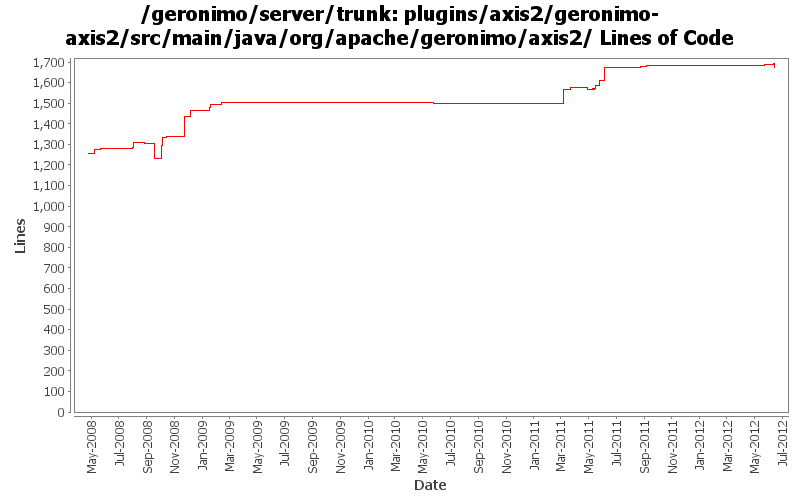 /geronimo/server/trunk: plugins/axis2/geronimo-
axis2/src/main/java/org/apache/geronimo/axis2/ Lines of Code
Lines
1,700
1,600
1,500
1,400
1,300
1,200
1,100
1,000
900
800
700
600
500
400
300
200
100
0
May-2008
Jul-2008
Sep-2008
Nov-2008
Jan-2009
Mar-2009
May-2009
Jul-2009
Sep-2009
Nov-2009
Jan-2010
Mar-2010
May-2010
Jul-2010
Sep-2010
Nov-2010
Jan-2011
Mar-2011
May-2011
Jul-2011
Sep-2011
Nov-2011
Jan-2012
Mar-2012
May-2012
Jul-2012
Date